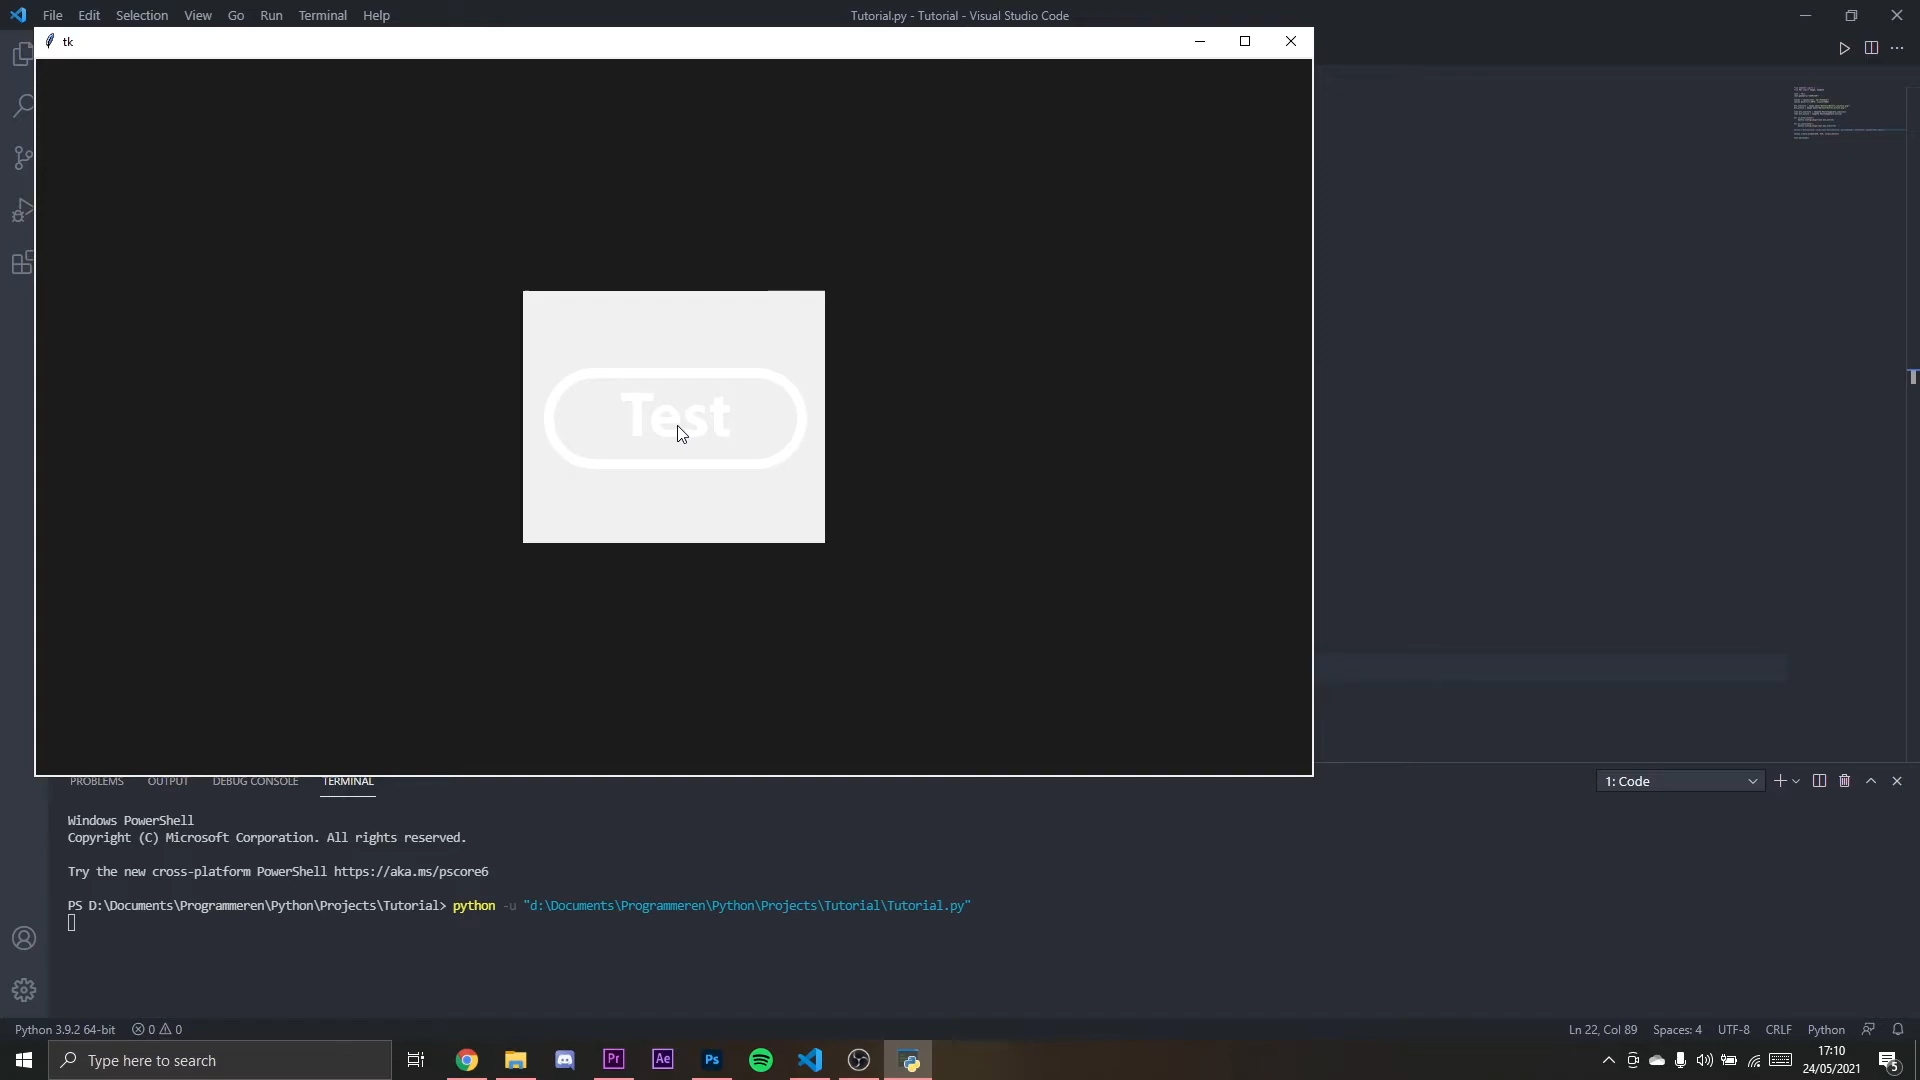 File Edit Selection View Go Run Terminal Help
Tutorial.py - Tutorial - Visual Studio Code
tk
Test
PROBLEMS OUTPUT DEBUG CONSOLE TERMINAL
1: Code
Windows PowerShell
Copyright (C) Microsoft Corporation. All rights reserved.
Try the new cross-platform PowerShell https://aka.ms/pscore6
PS D:\Documents\Programmeren\Python\Projects\Tutorial> python -u "d:\Documents\Programmeren\Python\Projects\Tutorial\Tutorial.py"
Python 3.9.2 64-bit 0 0
Ln 22, Col 89 Spaces: 4 UTF-8 CRLF Python
Type here to search
Pr Ae Ps
17:10
24/05/2021
5